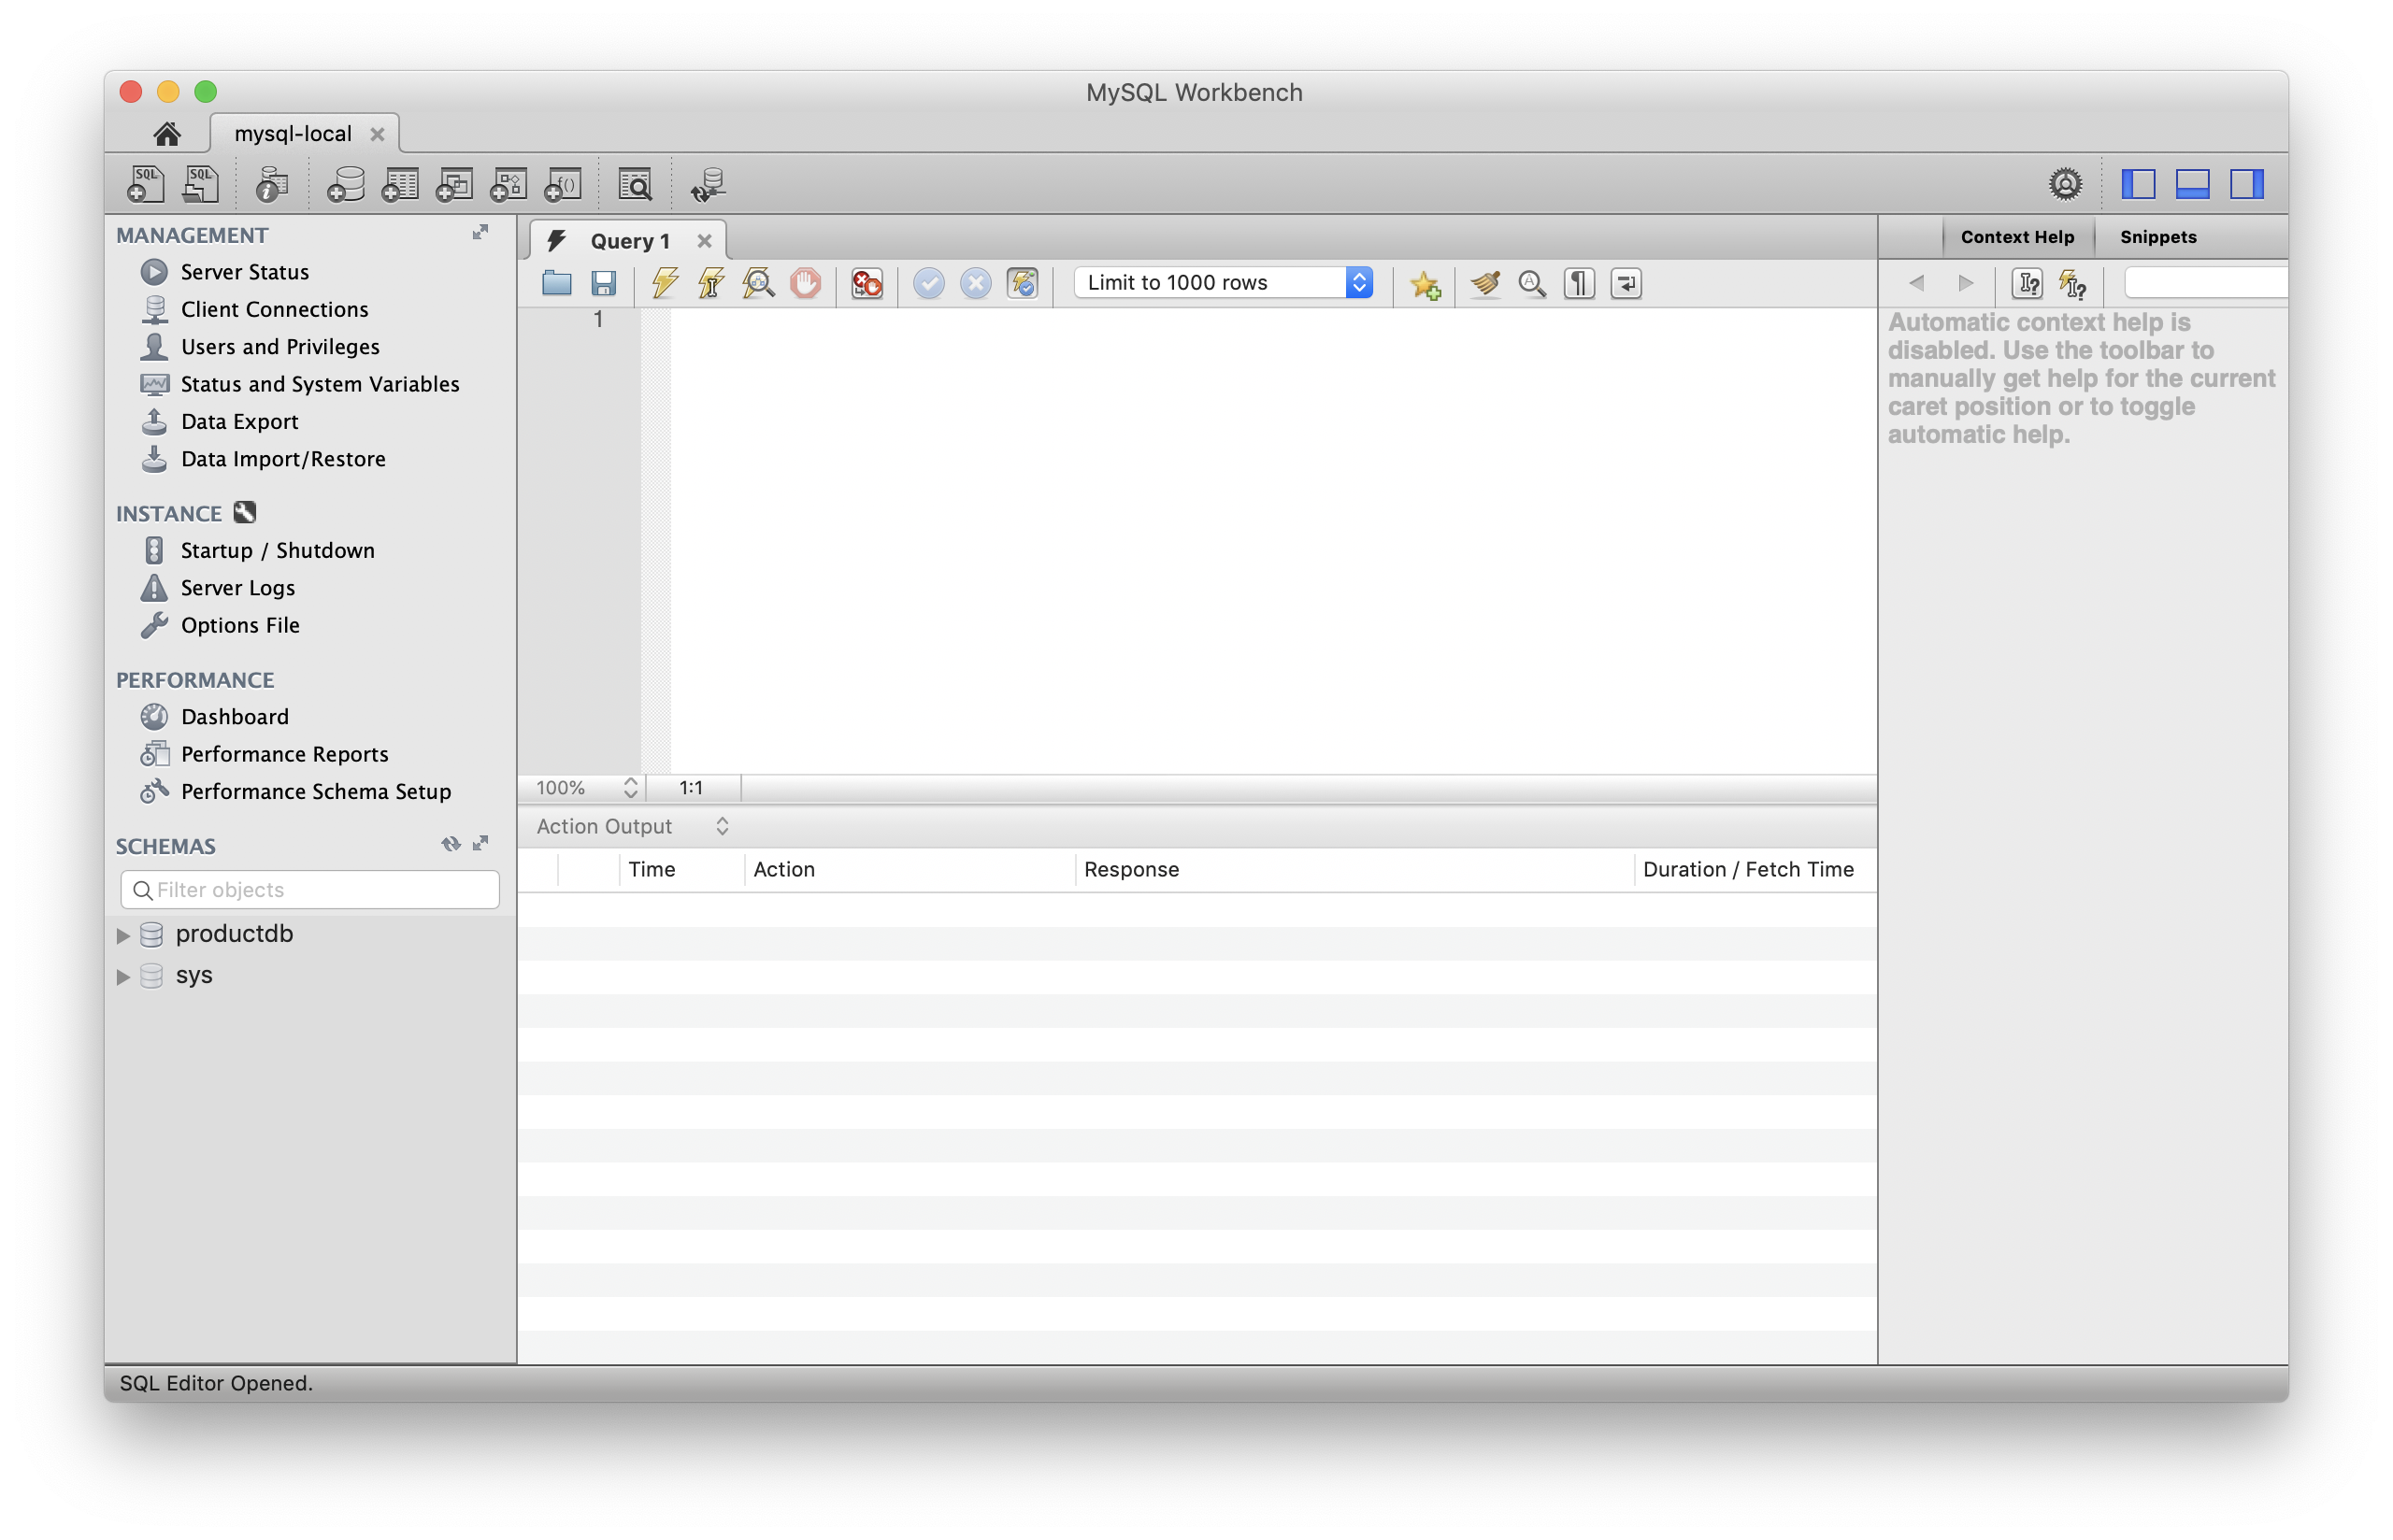 MySQL Workbench
mysql-local
SQL
SQL
f()
MANAGEMENT
Server Status
Client Connections
Users and Privileges
Status and System Variables
Data Export
Data Import/Restore
INSTANCE
Startup / Shutdown
Server Logs
Options File
PERFORMANCE
Dashboard
Performance Reports
Performance Schema Setup
SCHEMAS
Filter objects
productdb
sys
Query 1
Limit to 1000 rows
1
100%
1:1
Action Output
Time Action Response Duration / Fetch Time
Context Help Snippets
Automatic context help is
disabled. Use the toolbar to
manually get help for the current
caret position or to toggle
automatic help.
SQL Editor Opened.